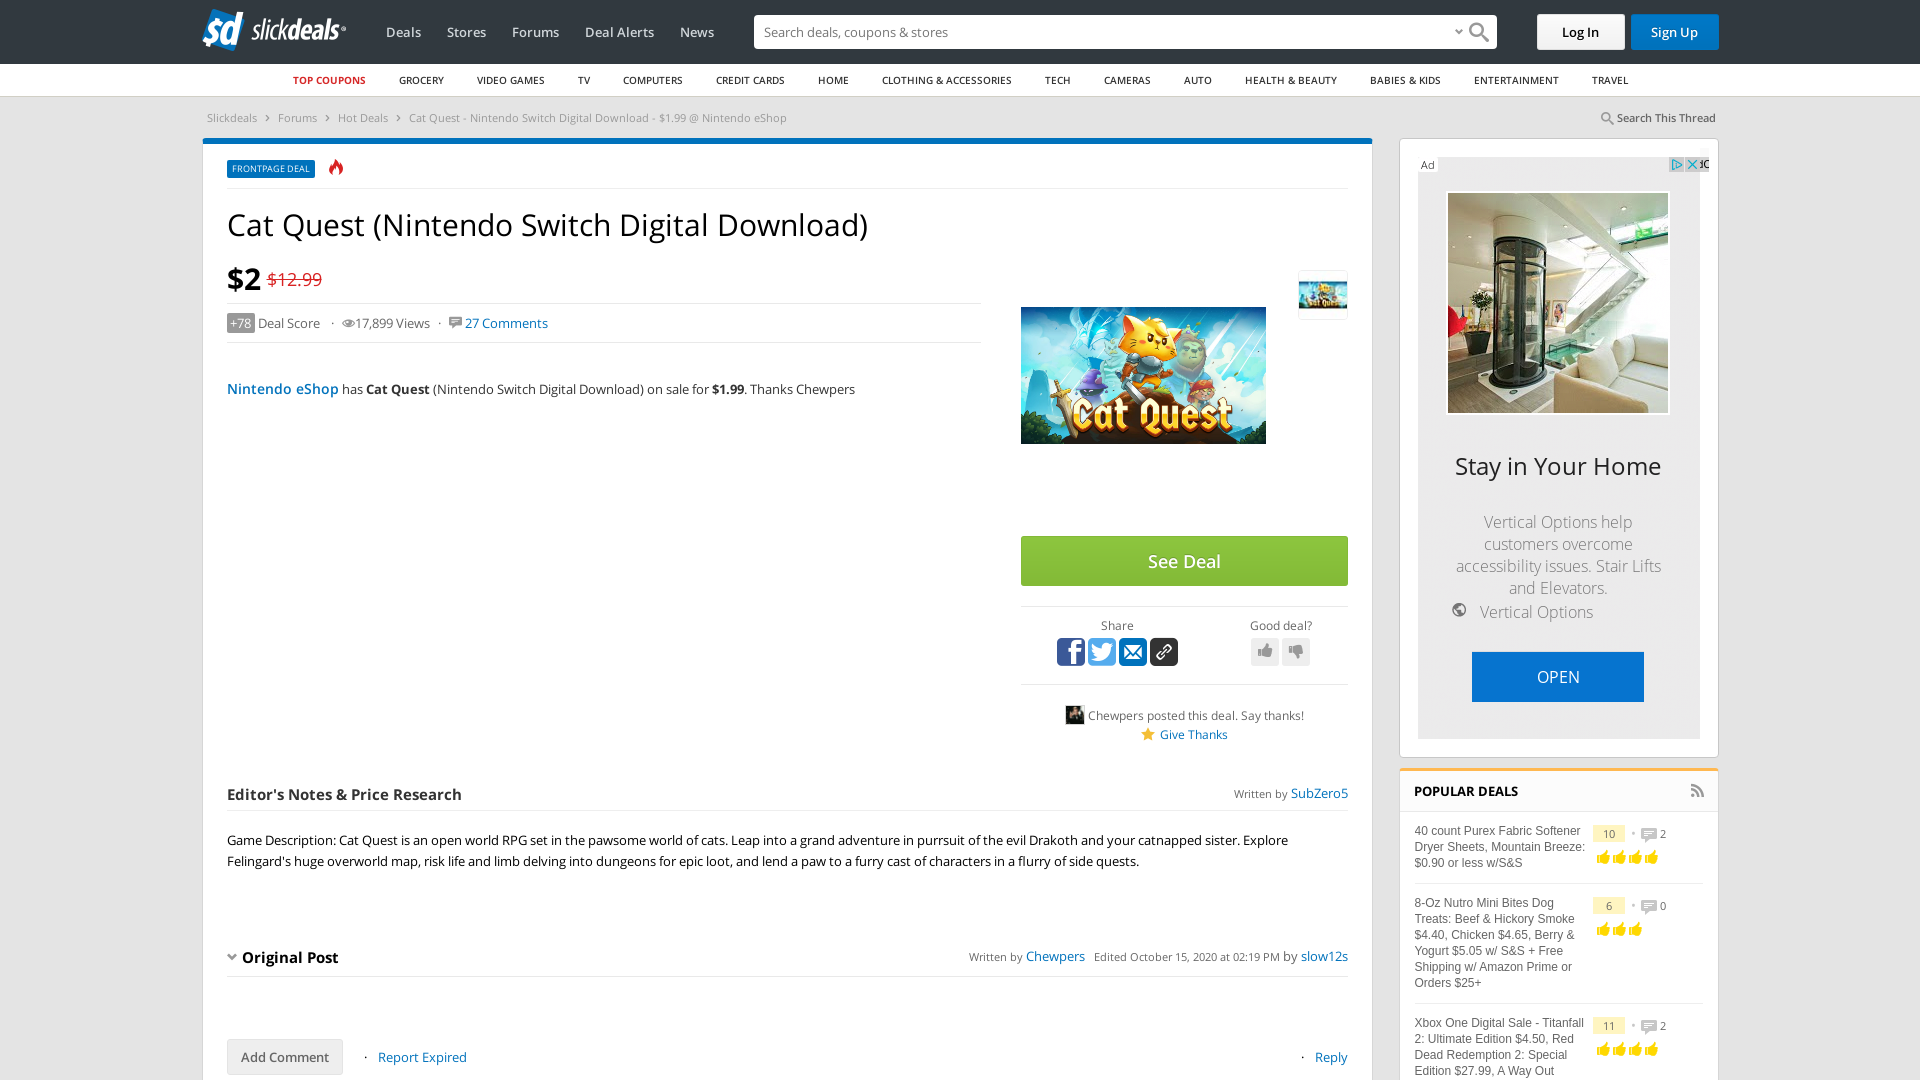 slickdeals
Deals
Stores
Forums
Deal Alerts
News
Search deals, coupons & stores
Log In
Sign Up
TOP COUPONS
GROCERY
VIDEO GAMES
TV
COMPUTERS
CREDIT CARDS
HOME
CLOTHING & ACCESSORIES
TECH
CAMERAS
AUTO
HEALTH & BEAUTY
BABIES & KIDS
ENTERTAINMENT
TRAVEL
Slickdeals › Forums › Hot Deals › Cat Quest - Nintendo Switch Digital Download - $1.99 @ Nintendo eShop
Search This Thread
FRONTPAGE DEAL
Cat Quest (Nintendo Switch Digital Download)
$2 $12.99
+78 Deal Score · 17,899 Views · 27 Comments
Nintendo eShop has Cat Quest (Nintendo Switch Digital Download) on sale for $1.99. Thanks Chewpers
Cat Quest
Cat Quest
See Deal
Share
Good deal?
Chewpers posted this deal. Say thanks!
Give Thanks
Editor's Notes & Price Research
Written by SubZero5
Game Description: Cat Quest is an open world RPG set in the pawsome world of cats. Leap into a grand adventure in purrsuit of the evil Drakoth and your catnapped sister. Explore
Felingard's huge overworld map, risk life and limb delving into dungeons for epic loot, and lend a paw to a furry cast of characters in a flurry of side quests.
Original Post
Written by Chewpers Edited October 15, 2020 at 02:19 PM by slow12s
Add Comment
· Report Expired
· Reply
Ad
Stay in Your Home
Vertical Options help
customers overcome
accessibility issues. Stair Lifts
and Elevators.
Vertical Options
OPEN
POPULAR DEALS
40 count Purex Fabric Softener
Dryer Sheets, Mountain Breeze:
$0.90 or less w/S&S
10 • 2
8-Oz Nutro Mini Bites Dog
Treats: Beef & Hickory Smoke
$4.40, Chicken $4.65, Berry &
Yogurt $5.05 w/ S&S + Free
Shipping w/ Amazon Prime or
Orders $25+
6 • 0
Xbox One Digital Sale - Titanfall
2: Ultimate Edition $4.50, Red
Dead Redemption 2: Special
Edition $27.99, A Way Out
11 • 2